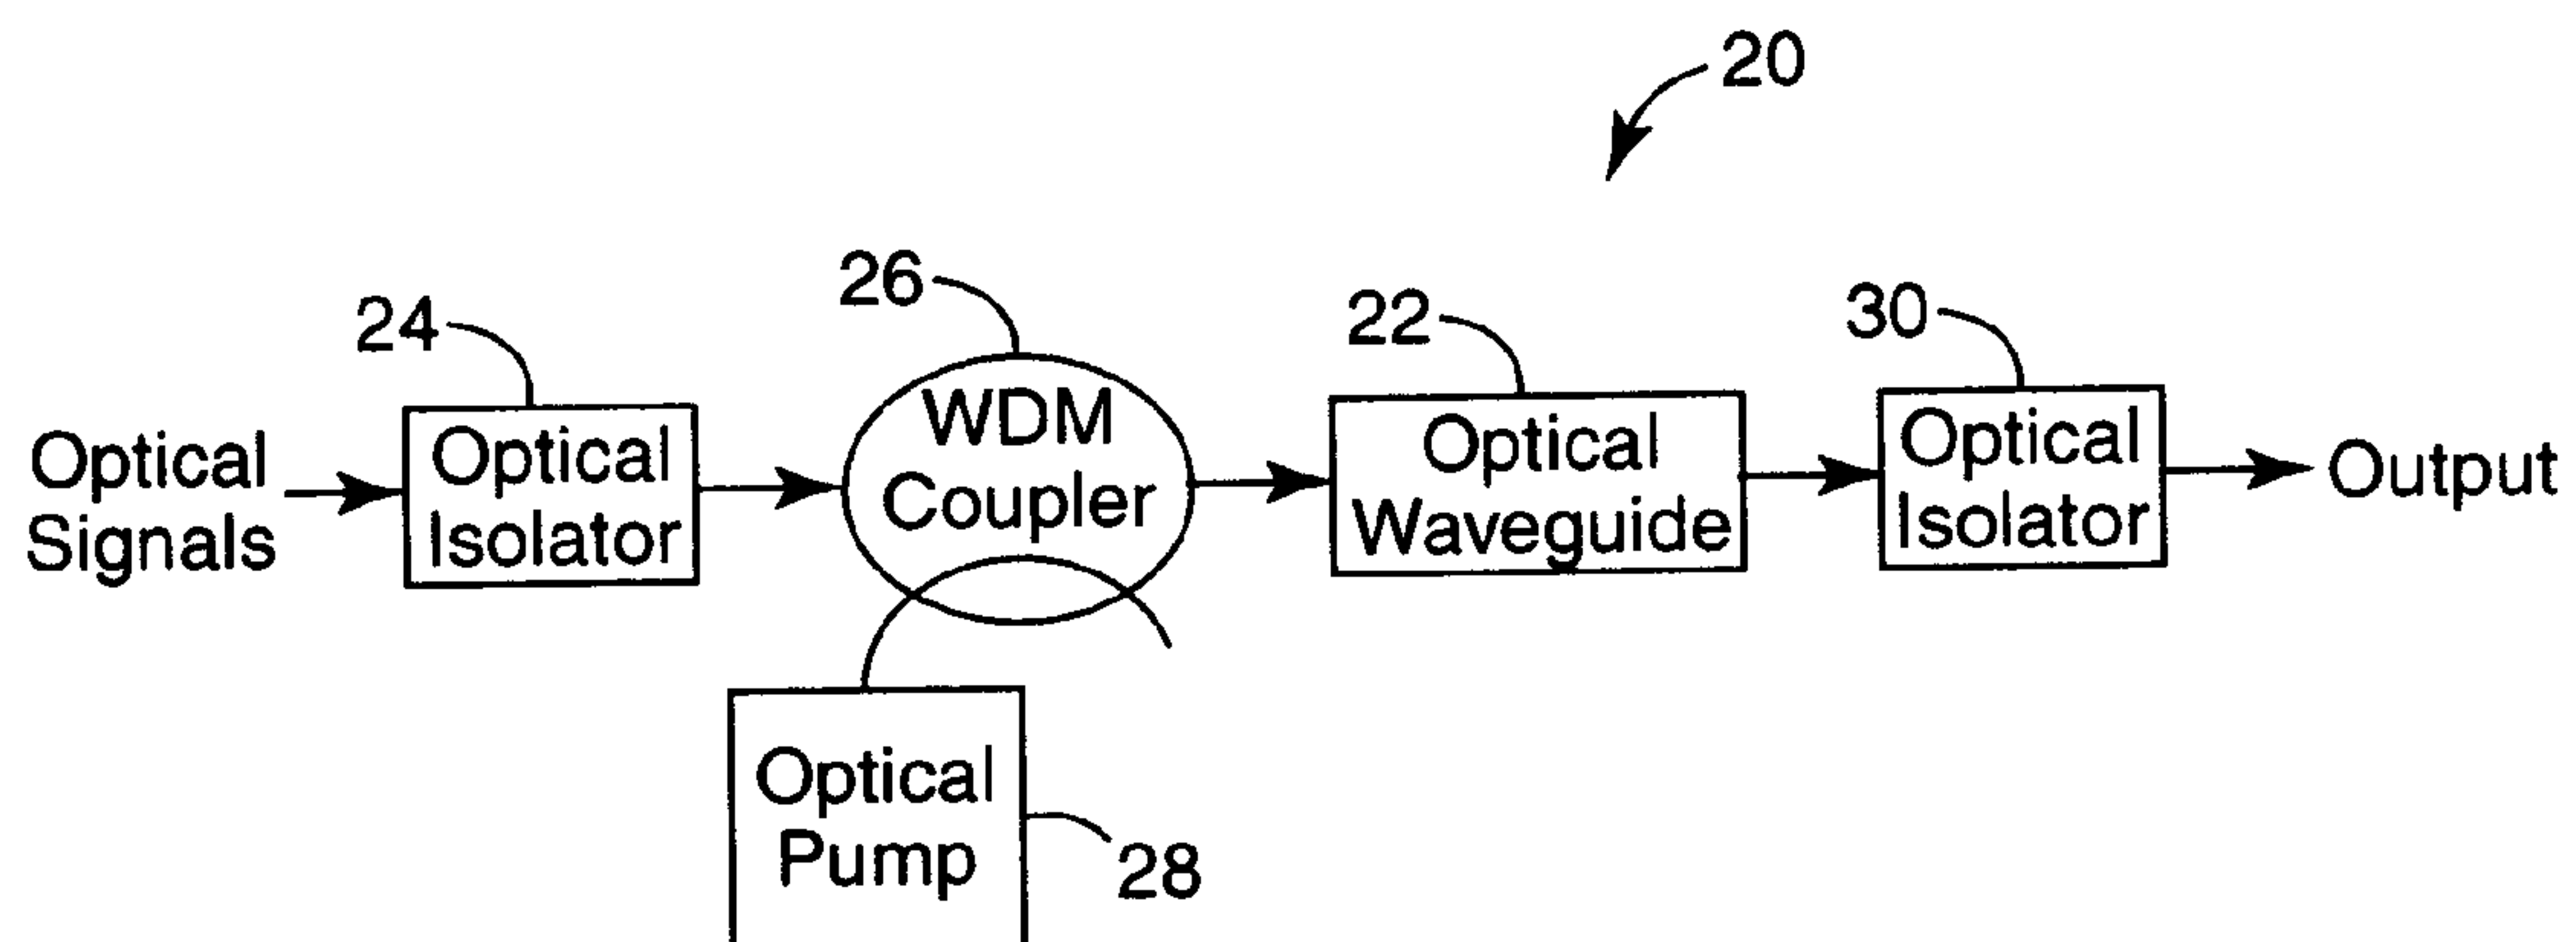 20
26
24
22
30
Optical
Signals
Optical
Isolator
WDM
Coupler
Optical
Waveguide
Optical
Isolator
Output
Optical
Pump
28